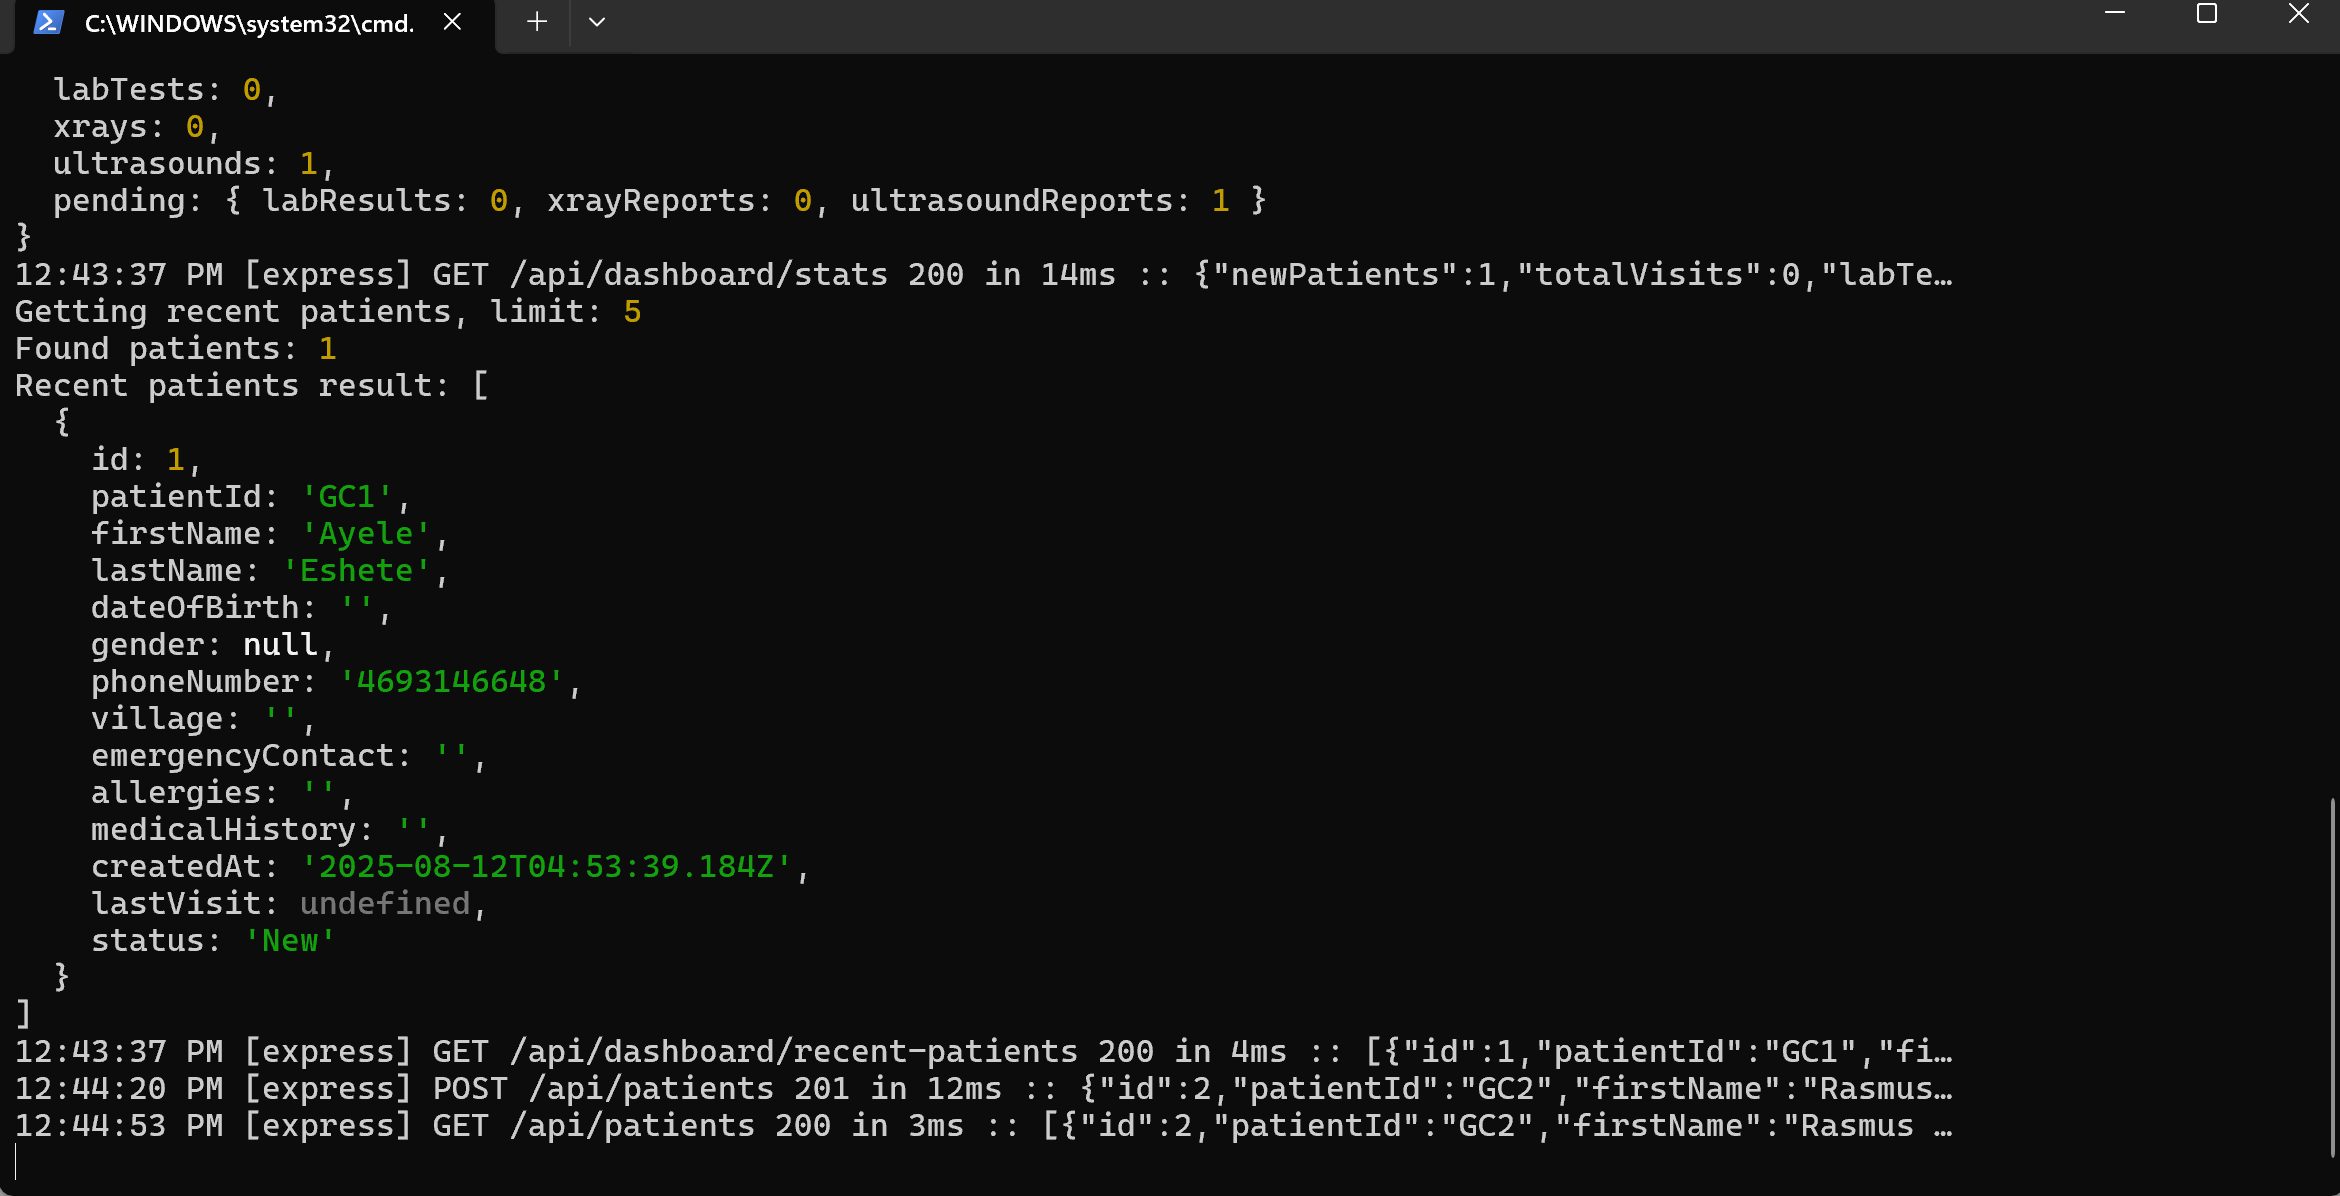 C:\WINDOWS\system32\cmd.
  labTests: 0,
  xrays: 0,
  ultrasounds: 1,
  pending: { labResults: 0, xrayReports: 0, ultrasoundReports: 1 }
}
12:43:37 PM [express] GET /api/dashboard/stats 200 in 14ms :: {"newPatients":1,"totalVisits":0,"labTe…
Getting recent patients, limit: 5
Found patients: 1
Recent patients result: [
  {
    id: 1,
    patientId: 'GC1',
    firstName: 'Ayele',
    lastName: 'Eshete',
    dateOfBirth: '',
    gender: null,
    phoneNumber: '4693146648',
    village: '',
    emergencyContact: '',
    allergies: '',
    medicalHistory: '',
    createdAt: '2025-08-12T04:53:39.184Z',
    lastVisit: undefined,
    status: 'New'
  }
]
12:43:37 PM [express] GET /api/dashboard/recent-patients 200 in 4ms :: [{"id":1,"patientId":"GC1","fi…
12:44:20 PM [express] POST /api/patients 201 in 12ms :: {"id":2,"patientId":"GC2","firstName":"Rasmus…
12:44:53 PM [express] GET /api/patients 200 in 3ms :: [{"id":2,"patientId":"GC2","firstName":"Rasmus …